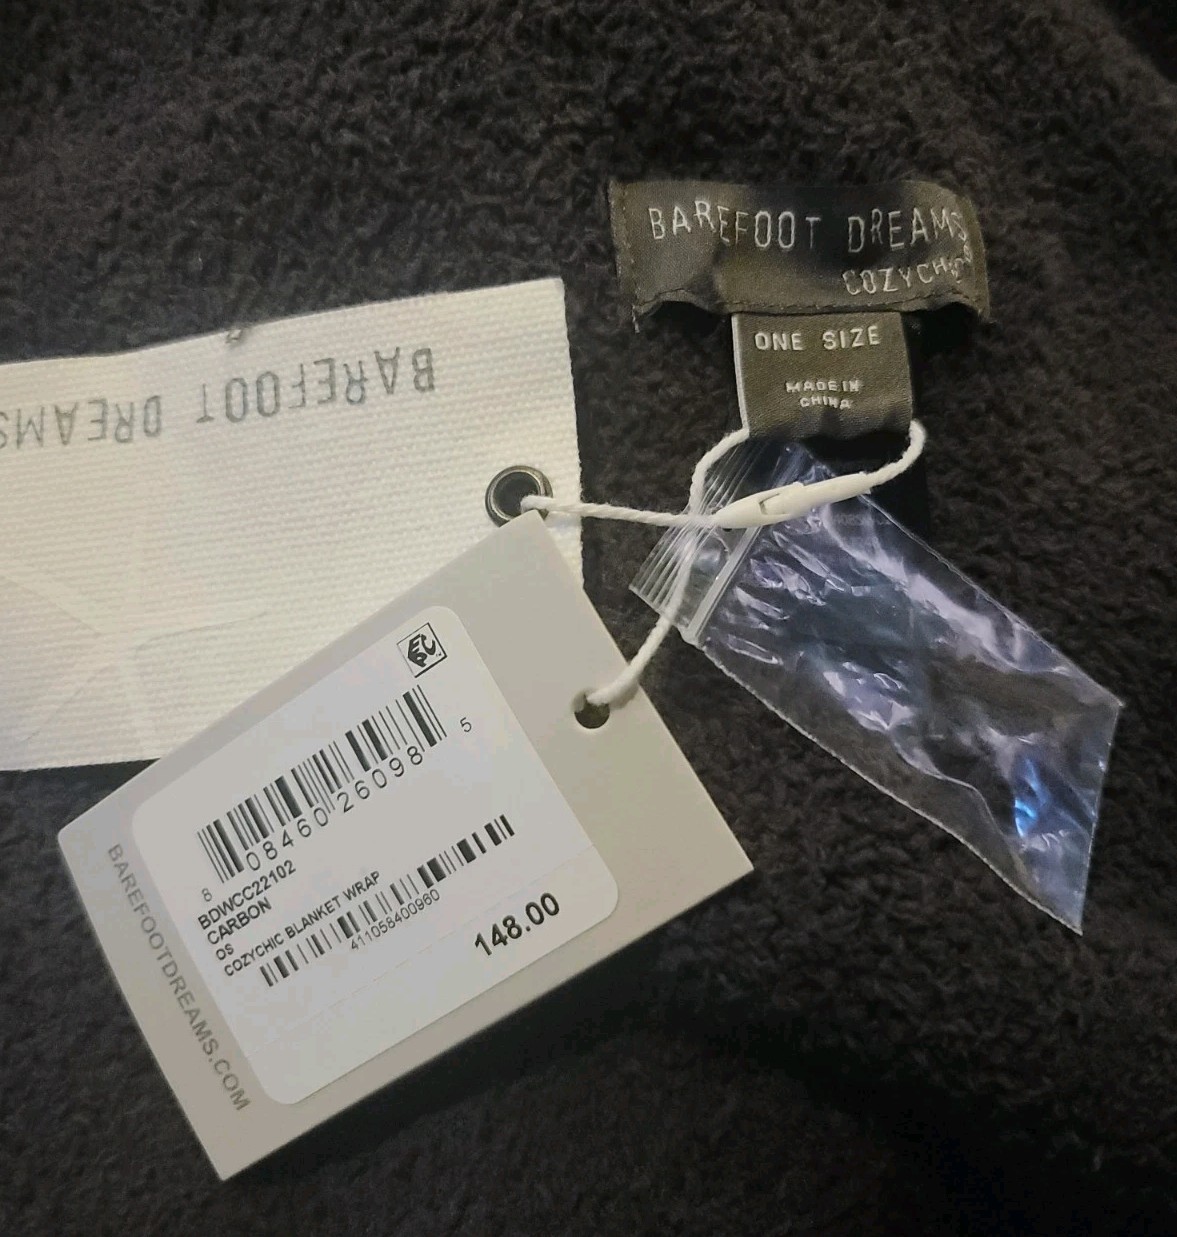 BAREFOOT DREAMS
COZYCHIC
ONE SIZE
MADE IN
CHINA
BAREFOOT DREAMS
8 08460 26098 5
BDWCC22102
CARBON
OS
COZYCHIC BLANKET WRAP
411058400960
148.00
BAREFOOTDREAMS.COM